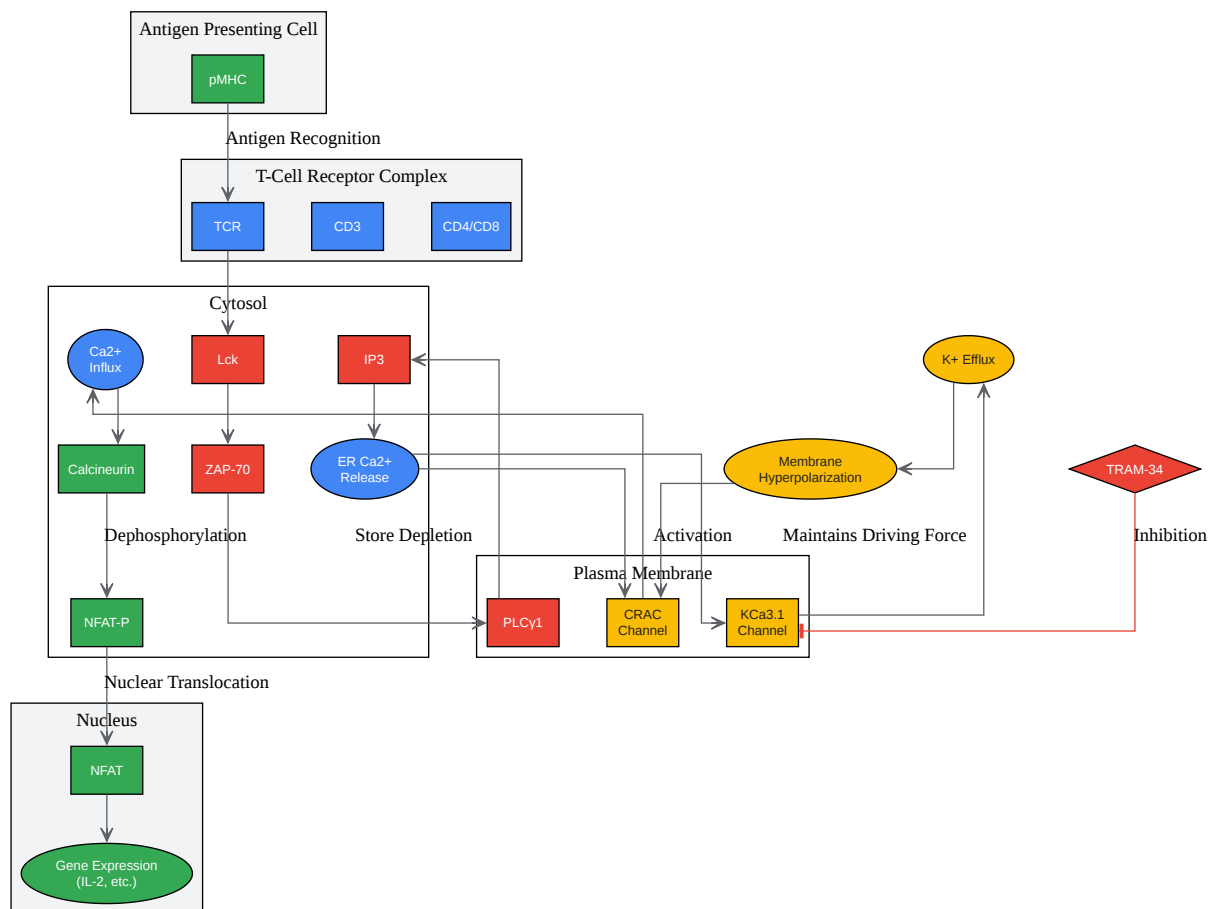 Antigen Presenting Cell
pMHC
Antigen Recognition
T-Cell Receptor Complex
TCR
CD3
CD4/CD8
Cytosol
Ca2+
Influx
Lck
IP3
K+ Efflux
Calcineurin
ZAP-70
ER Ca2+
Release
Membrane
Hyperpolarization
TRAM-34
Dephosphorylation
Store Depletion
Activation
Maintains Driving Force
Inhibition
Plasma Membrane
NFAT-P
PLCγ1
CRAC
Channel
KCa3.1
Channel
Nuclear Translocation
Nucleus
NFAT
Gene Expression
(IL-2, etc.)